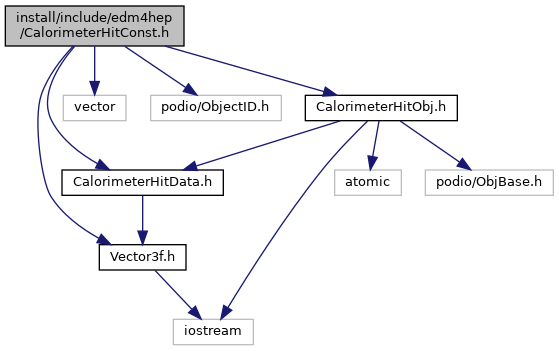 install/include/edm4hep
/CalorimeterHitConst.h
vector
podio/ObjectID.h
CalorimeterHitObj.h
CalorimeterHitData.h
atomic
podio/ObjBase.h
Vector3f.h
iostream